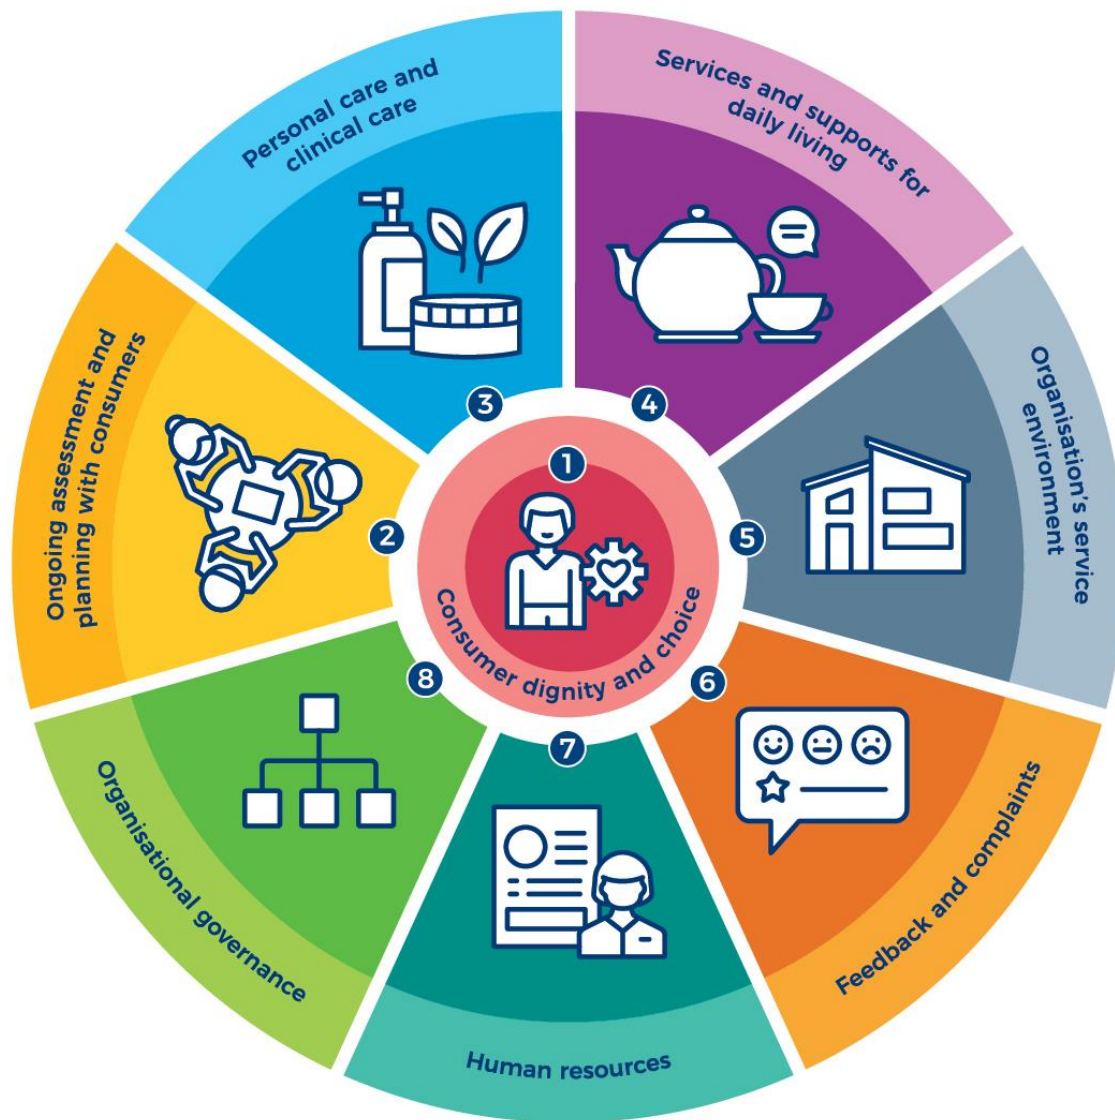 1
Consumer dignity and choice
2
Ongoing assessment and
planning with consumers
3
Personal care and
clinical care
4
Services and supports for
daily living
5
Organisation's service
environment
6
Feedback and complaints
7
Human resources
8
Organisational governance